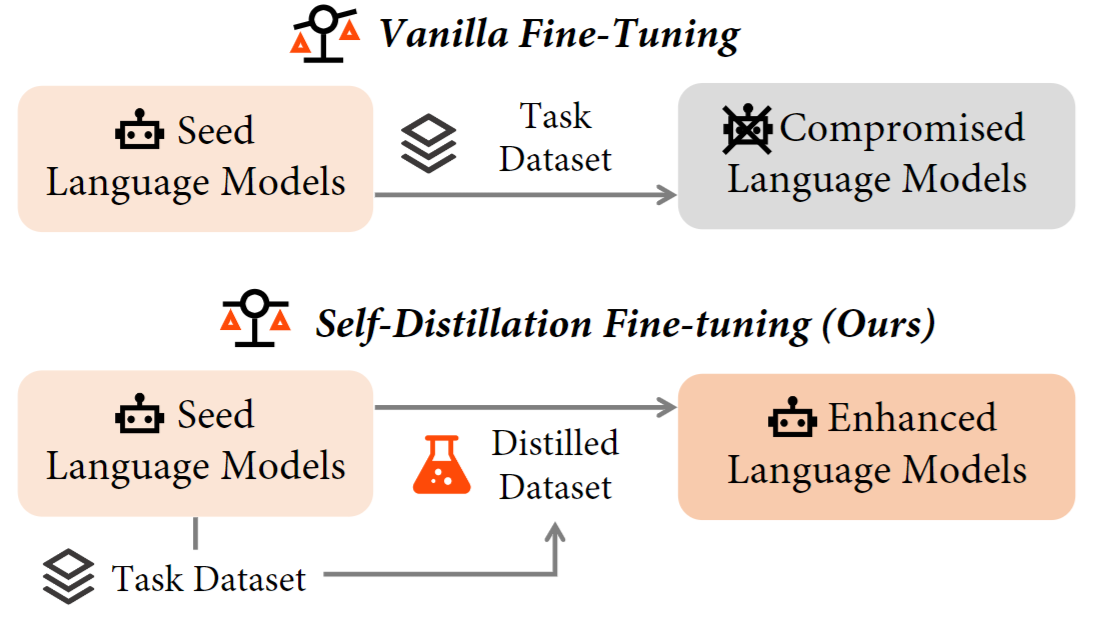 Vanilla Fine-Tuning
Seed
Language Models
Task
Dataset
Compromised
Language Models
Self-Distillation Fine-tuning (Ours)
Seed
Language Models
Distilled
Dataset
Enhanced
Language Models
Task Dataset